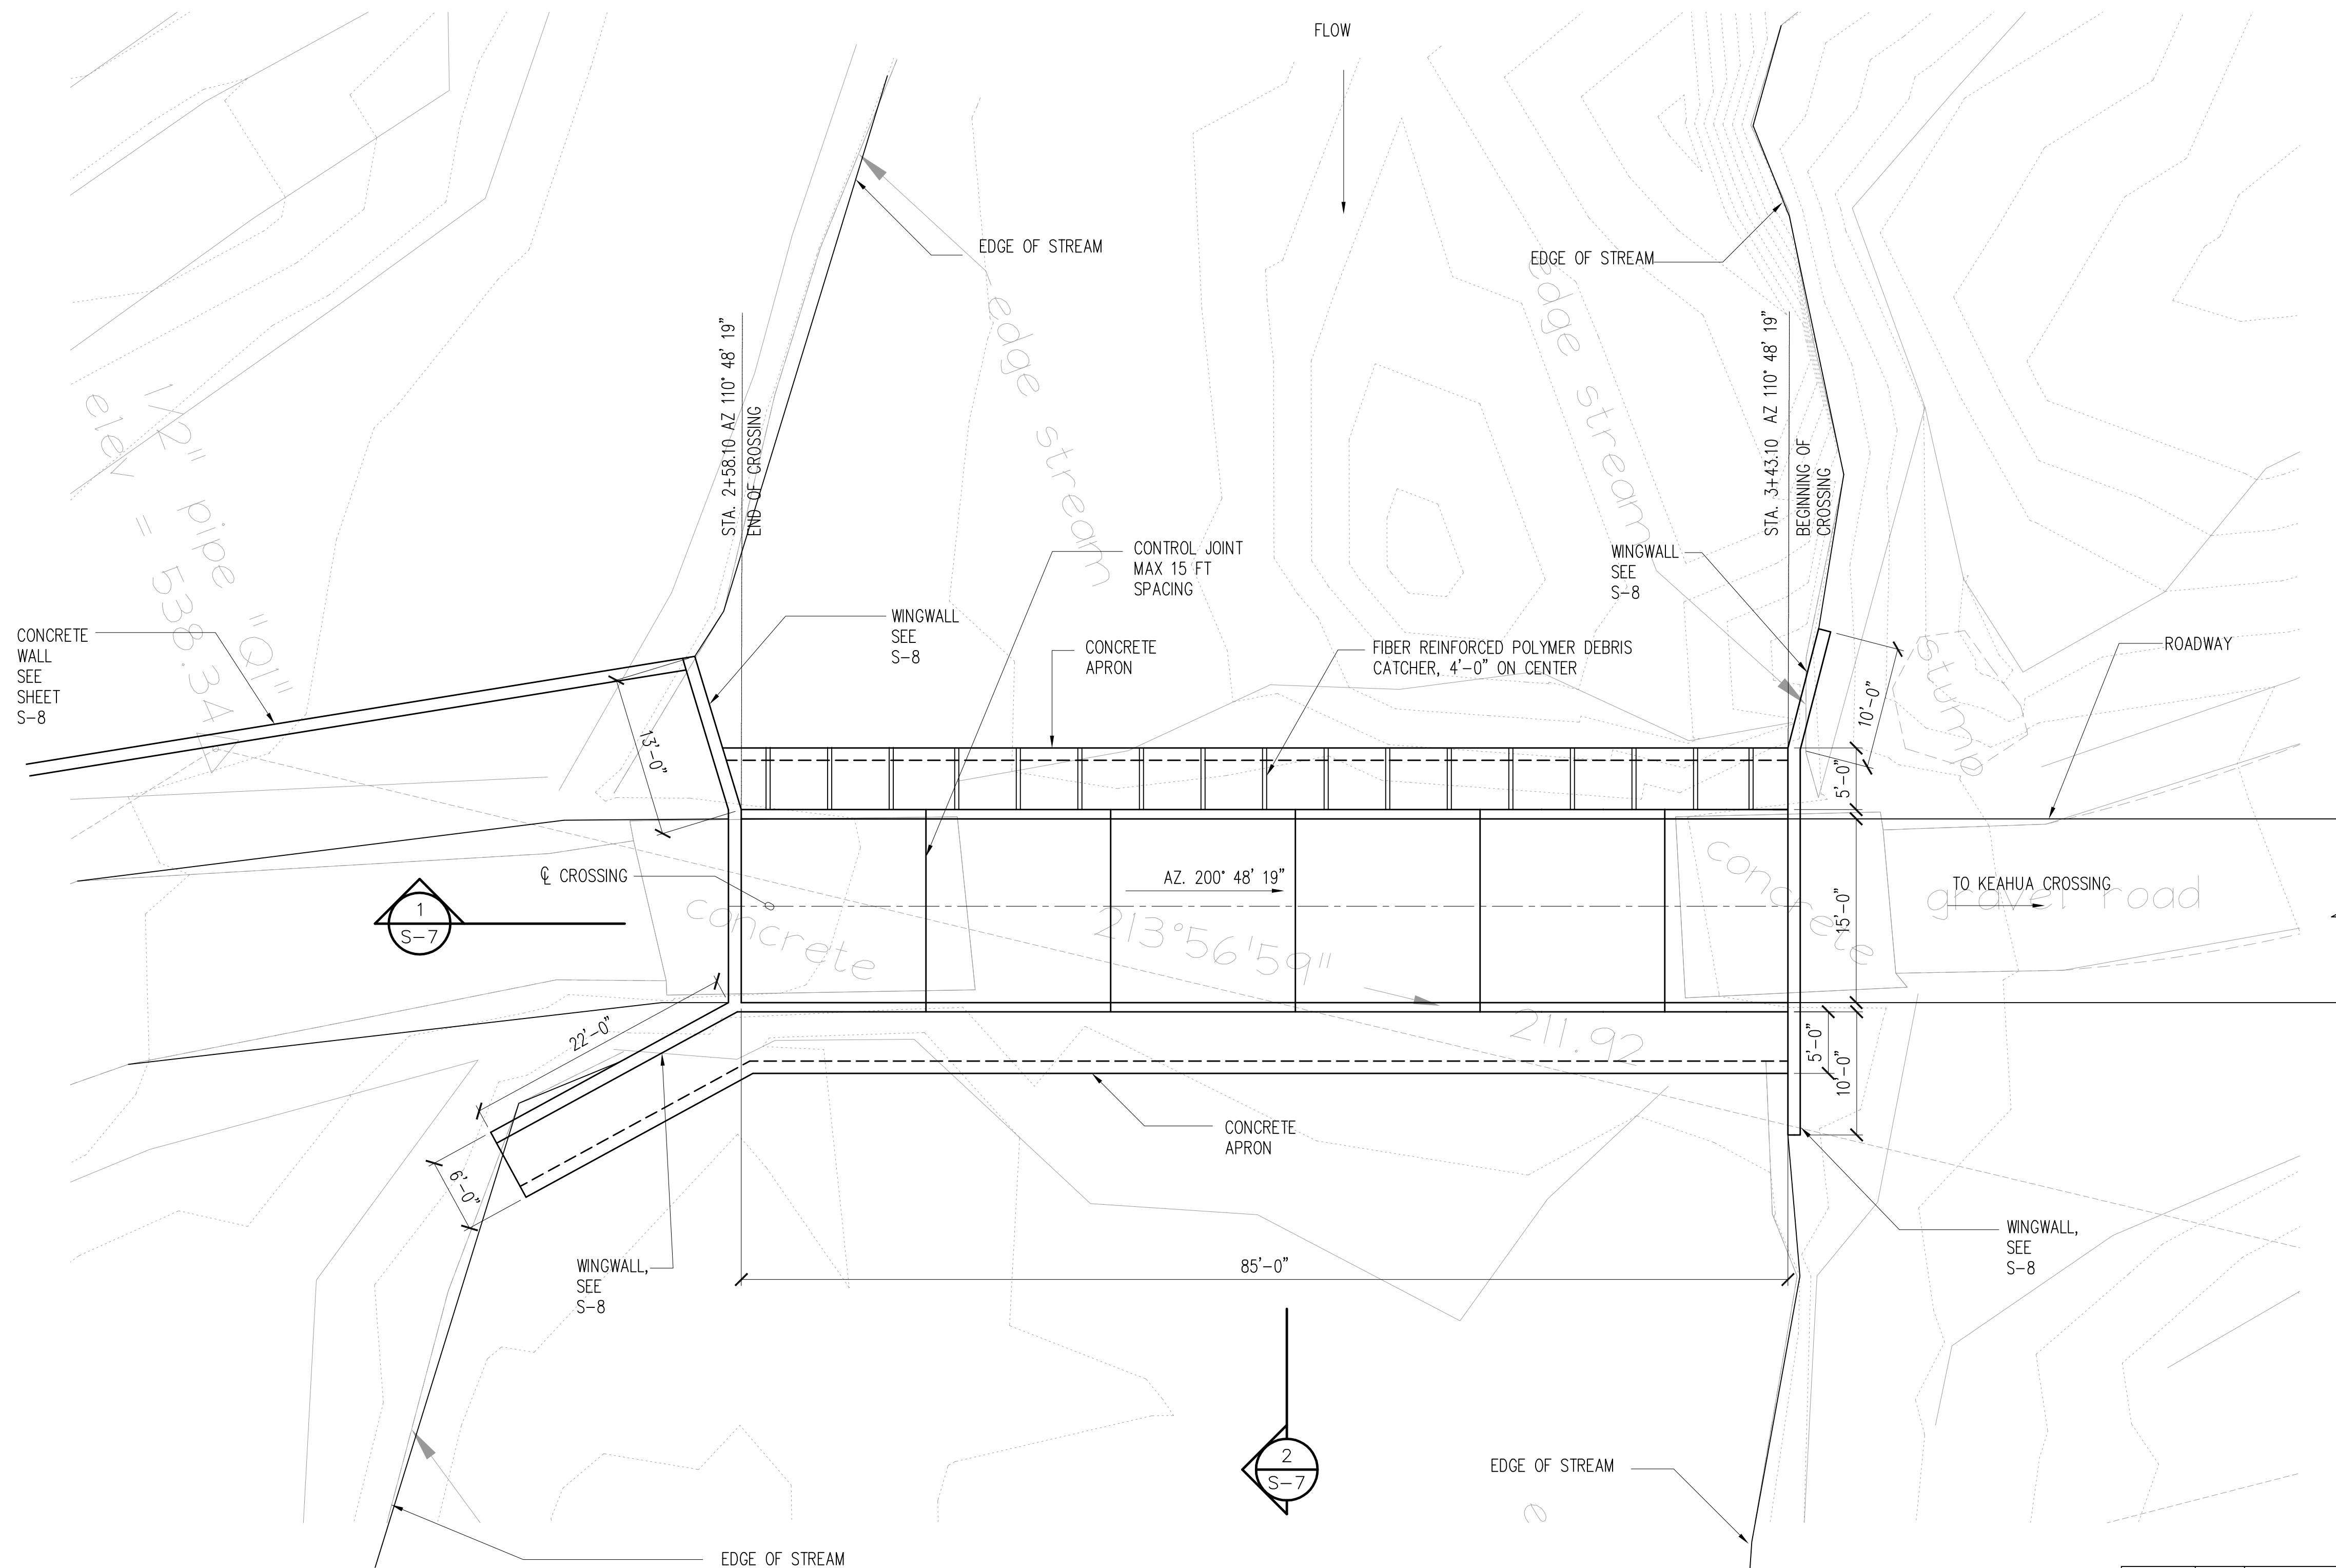 FLOW
EDGE OF STREAM
EDGE OF STREAM
edge stream
edge stream
1/2" pipe "ol"
elev = 538.34
STA. 2+58.10 AZ 110° 48' 19"
END OF CROSSING
STA. 3+43.10 AZ 110° 48' 19"
BEGINNING OF
CROSSING
CONTROL JOINT
MAX 15 FT
SPACING
WINGWALL
SEE
S-8
WINGWALL
SEE
S-8
CONCRETE
WALL
SEE
SHEET
S-8
CONCRETE
APRON
FIBER REINFORCED POLYMER DEBRIS
CATCHER, 4'-0" ON CENTER
ROADWAY
stump
10'-0"
13'-0"
5'-0"
℄ CROSSING
AZ. 200° 48' 19"
TO KEAHUA CROSSING
gravel road
concrete
concrete
15'-0"
1
S-7
213°56'59"
211.92
22'-0"
5'-0"
10'-0"
6'-0"
CONCRETE
APRON
WINGWALL,
SEE
S-8
85'-0"
WINGWALL,
SEE
S-8
2
S-7
EDGE OF STREAM
EDGE OF STREAM